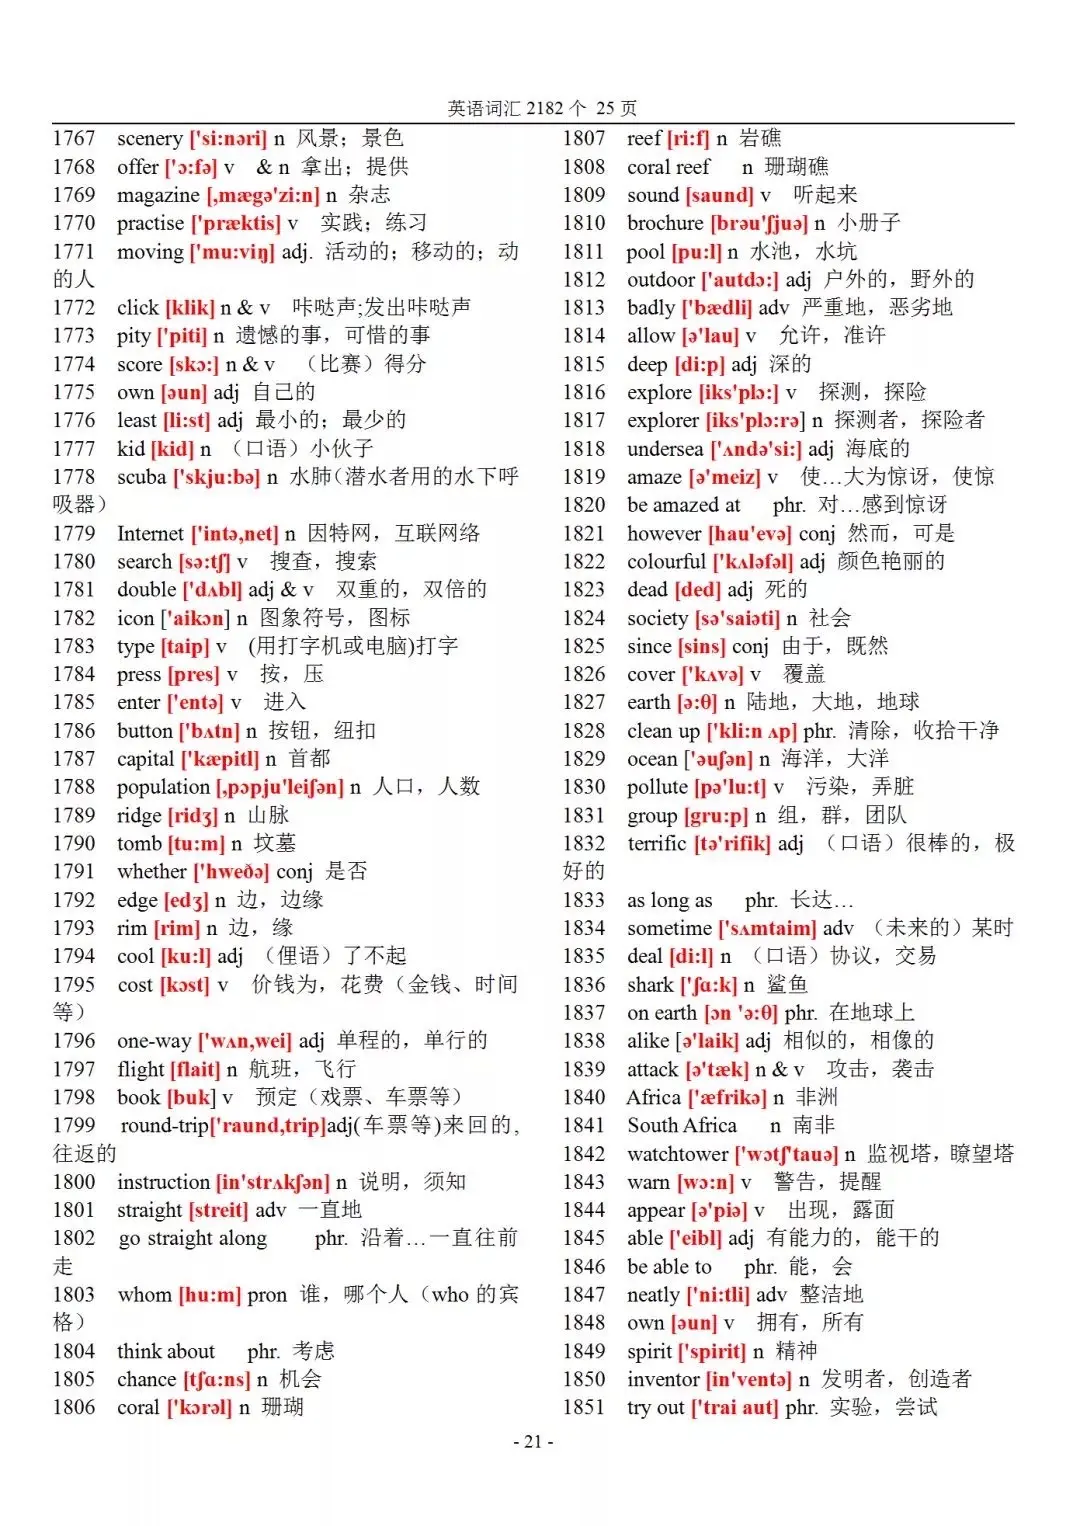 英语词汇 2182 个  25 页
1767 scenery ['si:nəri] n 风景；景色
1768 offer ['ɔ:fə] v & n 拿出；提供
1769 magazine [,mægə'zi:n] n 杂志
1770 practise ['præktis] v 实践；练习
1771 moving ['mu:viŋ] adj. 活动的；移动的；动
的人
1772 click [klik] n & v 咔哒声;发出咔哒声
1773 pity ['piti] n 遗憾的事，可惜的事
1774 score [skɔ:] n & v （比赛）得分
1775 own [əun] adj 自己的
1776 least [li:st] adj 最小的；最少的
1777 kid [kid] n （口语）小伙子
1778 scuba ['skju:bə] n 水肺（潜水者用的水下呼
吸器）
1779 Internet ['intə,net] n 因特网，互联网络
1780 search [sə:tʃ] v 搜查，搜索
1781 double ['dʌbl] adj & v 双重的，双倍的
1782 icon ['aikɔn] n 图象符号，图标
1783 type [taip] v (用打字机或电脑)打字
1784 press [pres] v 按，压
1785 enter ['entə] v 进入
1786 button ['bʌtn] n 按钮，纽扣
1787 capital ['kæpitl] n 首都
1788 population [,pɔpju'leiʃən] n 人口，人数
1789 ridge [ridʒ] n 山脉
1790 tomb [tu:m] n 坟墓
1791 whether ['hweðə] conj 是否
1792 edge [edʒ] n 边，边缘
1793 rim [rim] n 边，缘
1794 cool [ku:l] adj （俚语）了不起
1795 cost [kɔst] v 价钱为，花费（金钱、时间
等）
1796 one-way ['wʌn,wei] adj 单程的，单行的
1797 flight [flait] n 航班，飞行
1798 book [buk] v 预定（戏票、车票等）
1799 round-trip['raund,trip]adj(车票等)来回的,
往返的
1800 instruction [in'strʌkʃən] n 说明，须知
1801 straight [streit] adv 一直地
1802 go straight along phr. 沿着…一直往前
走
1803 whom [hu:m] pron 谁，哪个人（who 的宾
格）
1804 think about phr. 考虑
1805 chance [tʃɑ:ns] n 机会
1806 coral ['kɔrəl] n 珊瑚
1807 reef [ri:f] n 岩礁
1808 coral reef n 珊瑚礁
1809 sound [saund] v 听起来
1810 brochure [brəu'ʃjuə] n 小册子
1811 pool [pu:l] n 水池，水坑
1812 outdoor ['autdɔ:] adj 户外的，野外的
1813 badly ['bædli] adv 严重地，恶劣地
1814 allow [ə'lau] v 允许，准许
1815 deep [di:p] adj 深的
1816 explore [iks'plɔ:] v 探测，探险
1817 explorer [iks'plɔ:rə] n 探测者，探险者
1818 undersea ['ʌndə'si:] adj 海底的
1819 amaze [ə'meiz] v 使…大为惊讶，使惊
1820 be amazed at phr. 对…感到惊讶
1821 however [hau'evə] conj 然而，可是
1822 colourful ['kʌləfəl] adj 颜色艳丽的
1823 dead [ded] adj 死的
1824 society [sə'saiəti] n 社会
1825 since [sins] conj 由于，既然
1826 cover ['kʌvə] v 覆盖
1827 earth [ə:θ] n 陆地，大地，地球
1828 clean up ['kli:n ʌp] phr. 清除，收拾干净
1829 ocean ['əuʃən] n 海洋，大洋
1830 pollute [pə'lu:t] v 污染，弄脏
1831 group [gru:p] n 组，群，团队
1832 terrific [tə'rifik] adj （口语）很棒的，极
好的
1833 as long as phr. 长达…
1834 sometime ['sʌmtaim] adv （未来的）某时
1835 deal [di:l] n （口语）协议，交易
1836 shark ['ʃɑ:k] n 鲨鱼
1837 on earth [ɔn 'ə:θ] phr. 在地球上
1838 alike [ə'laik] adj 相似的，相像的
1839 attack [ə'tæk] n & v 攻击，袭击
1840 Africa ['æfrikə] n 非洲
1841 South Africa n 南非
1842 watchtower ['wɔtʃ'tauə] n 监视塔，瞭望塔
1843 warn [wɔ:n] v 警告，提醒
1844 appear [ə'piə] v 出现，露面
1845 able ['eibl] adj 有能力的，能干的
1846 be able to phr. 能，会
1847 neatly ['ni:tli] adv 整洁地
1848 own [əun] v 拥有，所有
1849 spirit ['spirit] n 精神
1850 inventor [in'ventə] n 发明者，创造者
1851 try out ['trai aut] phr. 实验，尝试
- 21 -